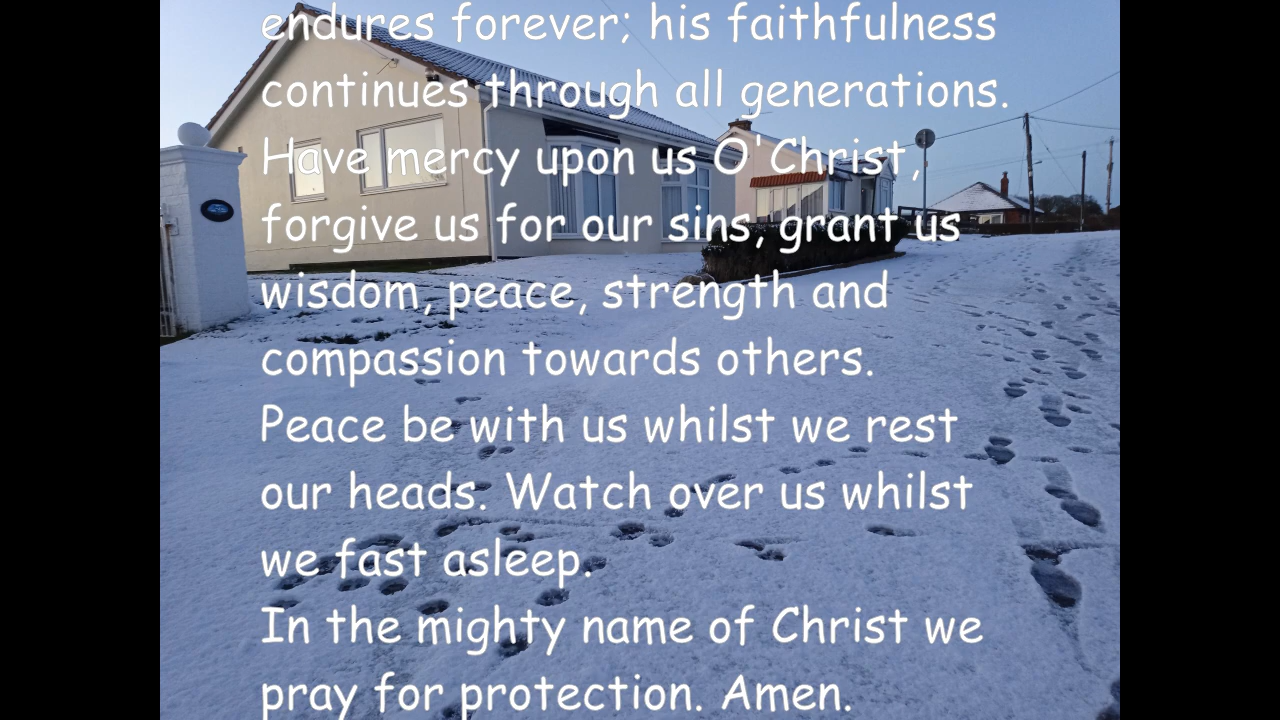 endures forever; his faithfulness
continues through all generations.
Have mercy upon us O'Christ,
forgive us for our sins, grant us
wisdom, peace, strength and
compassion towards others.
Peace be with us whilst we rest
our heads. Watch over us whilst
we fast asleep.
In the mighty name of Christ we
pray for protection. Amen.